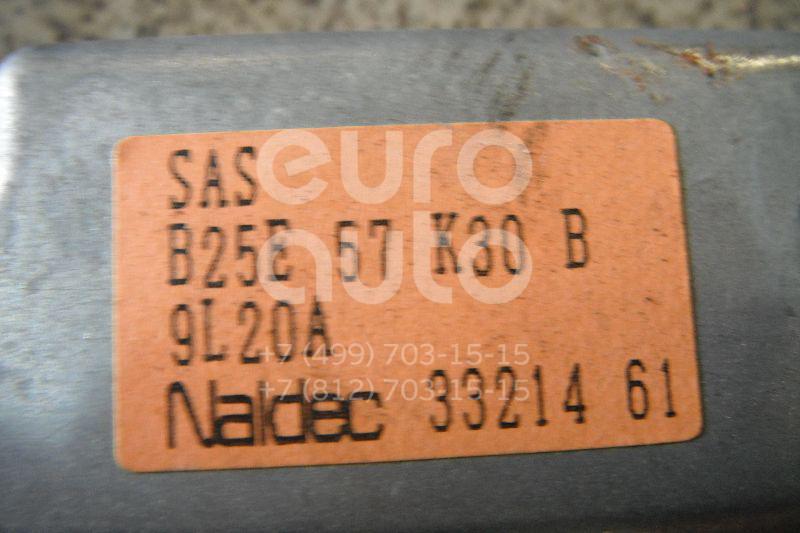 SAS
euro
B25E 57 K30 B
auto
9L20A
+7 (499) 703-15-15
+7 (812) 703-15-15
Naldec 33214 61